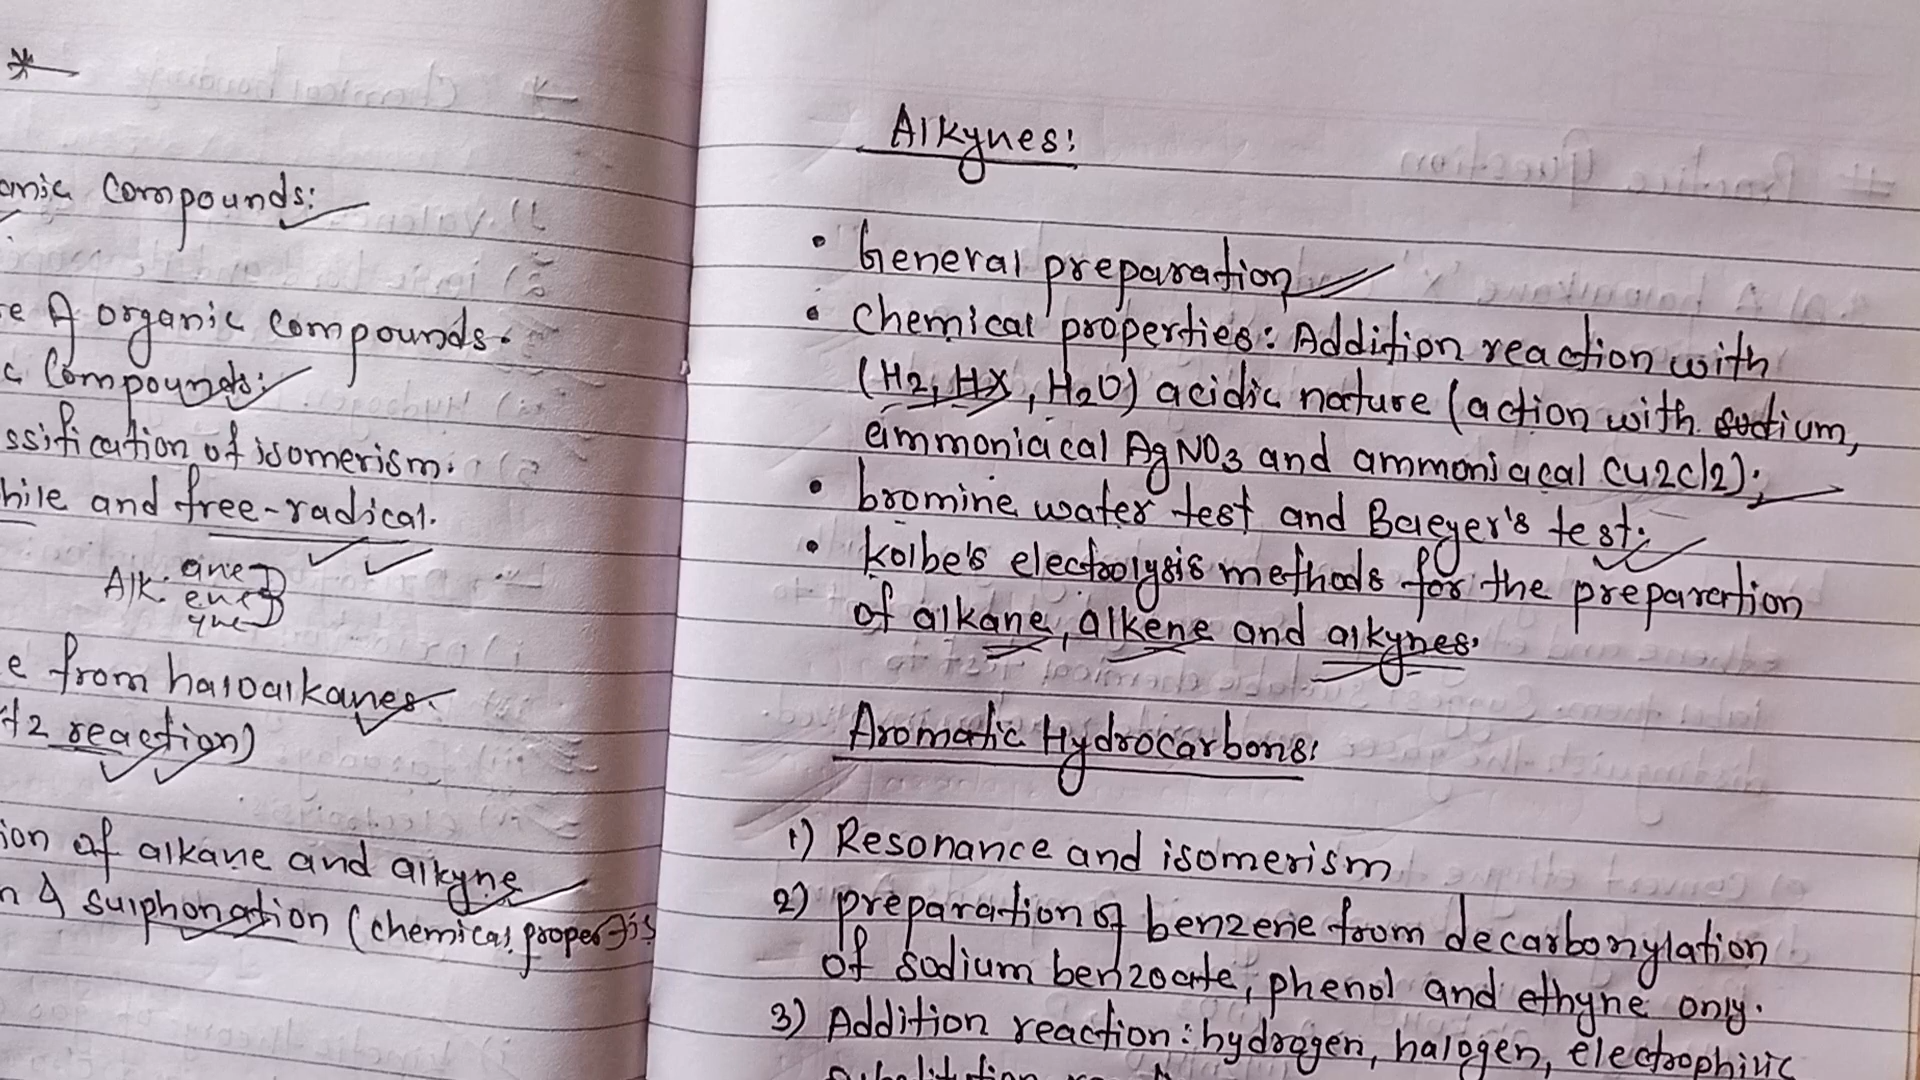 onic Compounds:
e of organic compounds.
c Compounds:
ssification of isomerism.
hile and free-radical.
Alk. ane
ene
yne
e from haloalkanes.
reaction)
ion of alkane and alkyne
n & sulphonation (chemical properties
Alkynes:
• General preparation
• chemical properties: Addition reaction with
(H2, HX, H2O) acidic nature (action with sodium,
ammoniacal AgNO3 and ammoniacal Cu2Cl2);
• bromine water test and Baeyer's test.
• kolbe's electrolysis methods for the preparation
of alkane, alkene and alkynes.
Aromatic Hydrocarbons:
1) Resonance and isomerism
2) preparation of benzene from decarbonylation
of sodium benzoate, phenol and ethyne only.
3) Addition reaction: hydrogen, halogen, electrophilic